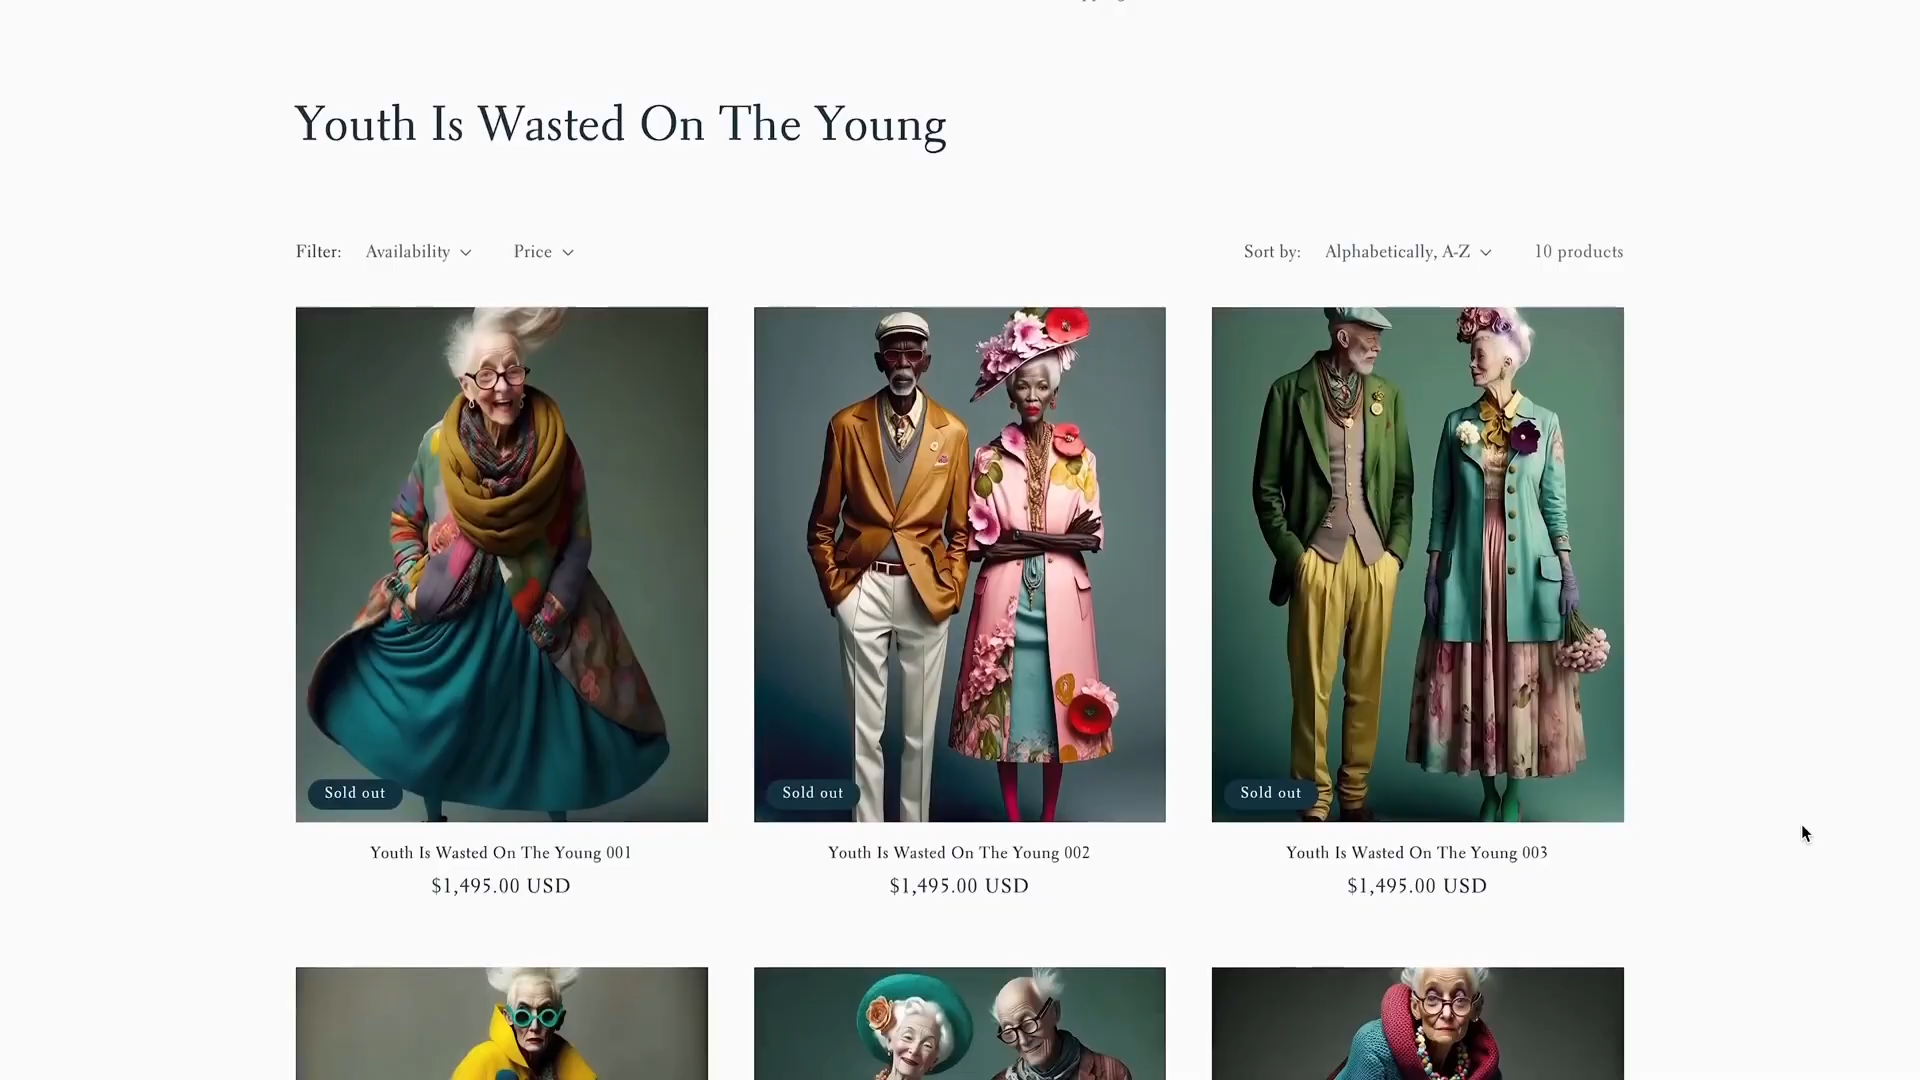 Youth Is Wasted On The Young
Filter: Availability Price Sort by: Alphabetically, A-Z 10 products
Sold out Sold out Sold out
Youth Is Wasted On The Young 001 Youth Is Wasted On The Young 002 Youth Is Wasted On The Young 003
$1,495.00 USD $1,495.00 USD $1,495.00 USD